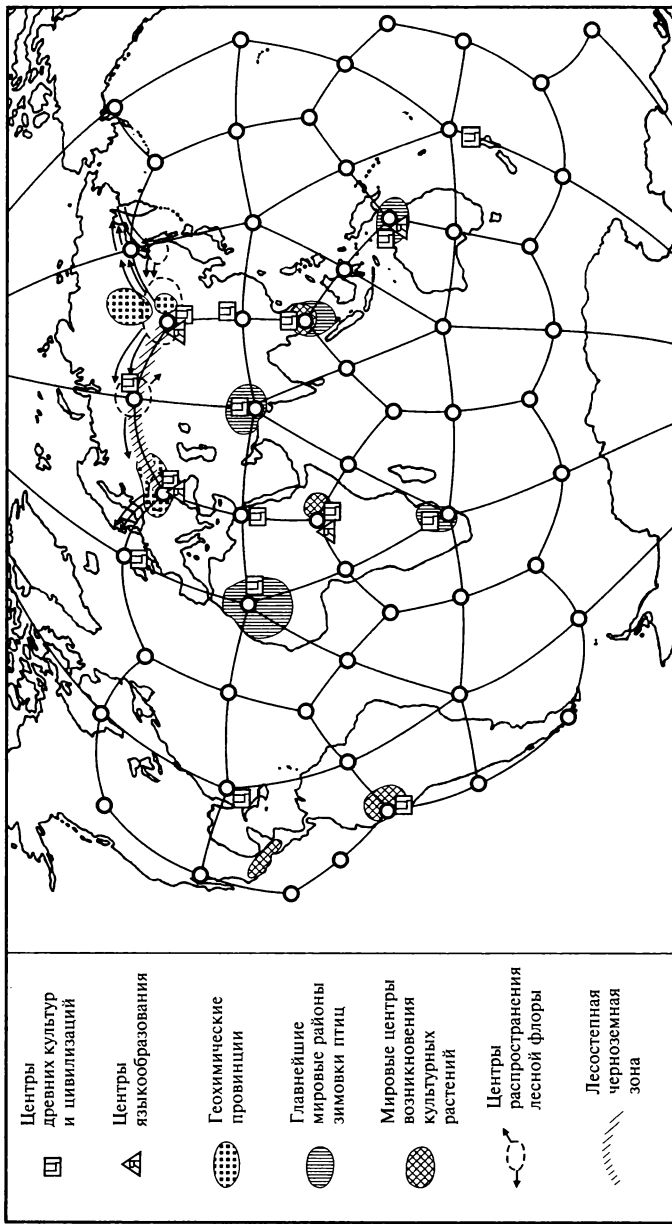 Центры
древних культур
и цивилизаций
Центры
языкообразования
Геохимические
провинции
Главнейшие
мировые районы
зимовки птиц
Мировые центры
возникновения
культурных
растений
Центры
распространения
лесной флоры
Лесостепная
черноземная
зона